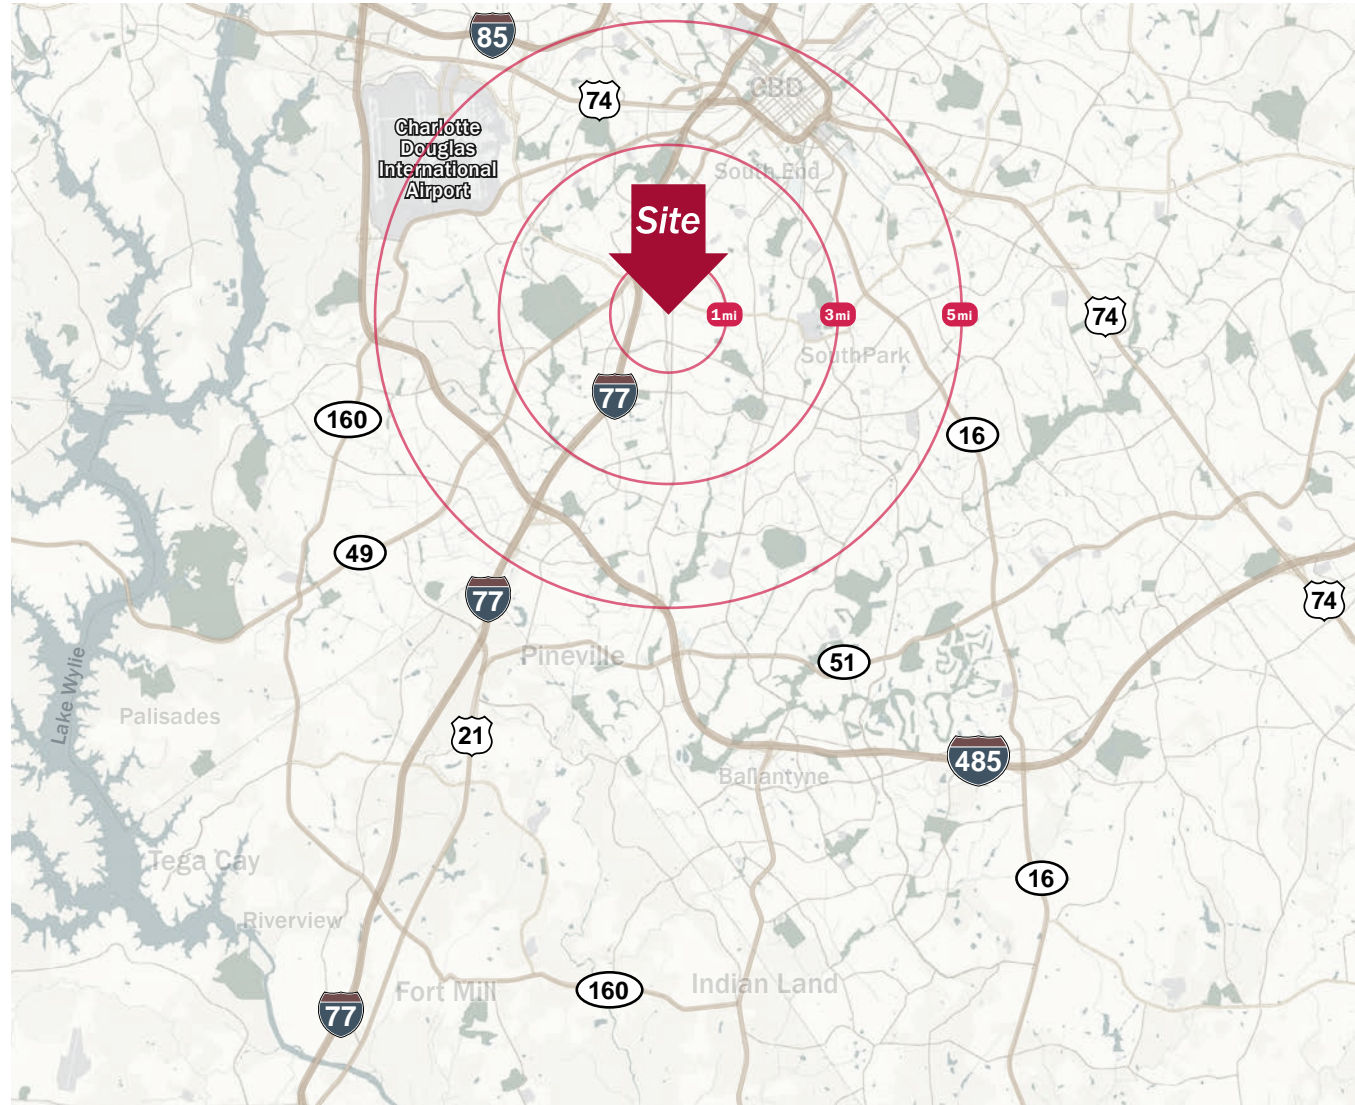 85
74
CBD
Charlotte
Douglas
International
Airport
South End
Site
1mi
3mi
5mi
74
SouthPark
77
160
16
49
77
74
Pineville
51
Lake Wylie
Palisades
21
485
Ballantyne
Tega Cay
16
Riverview
Fort Mill
160
Indian Land
77